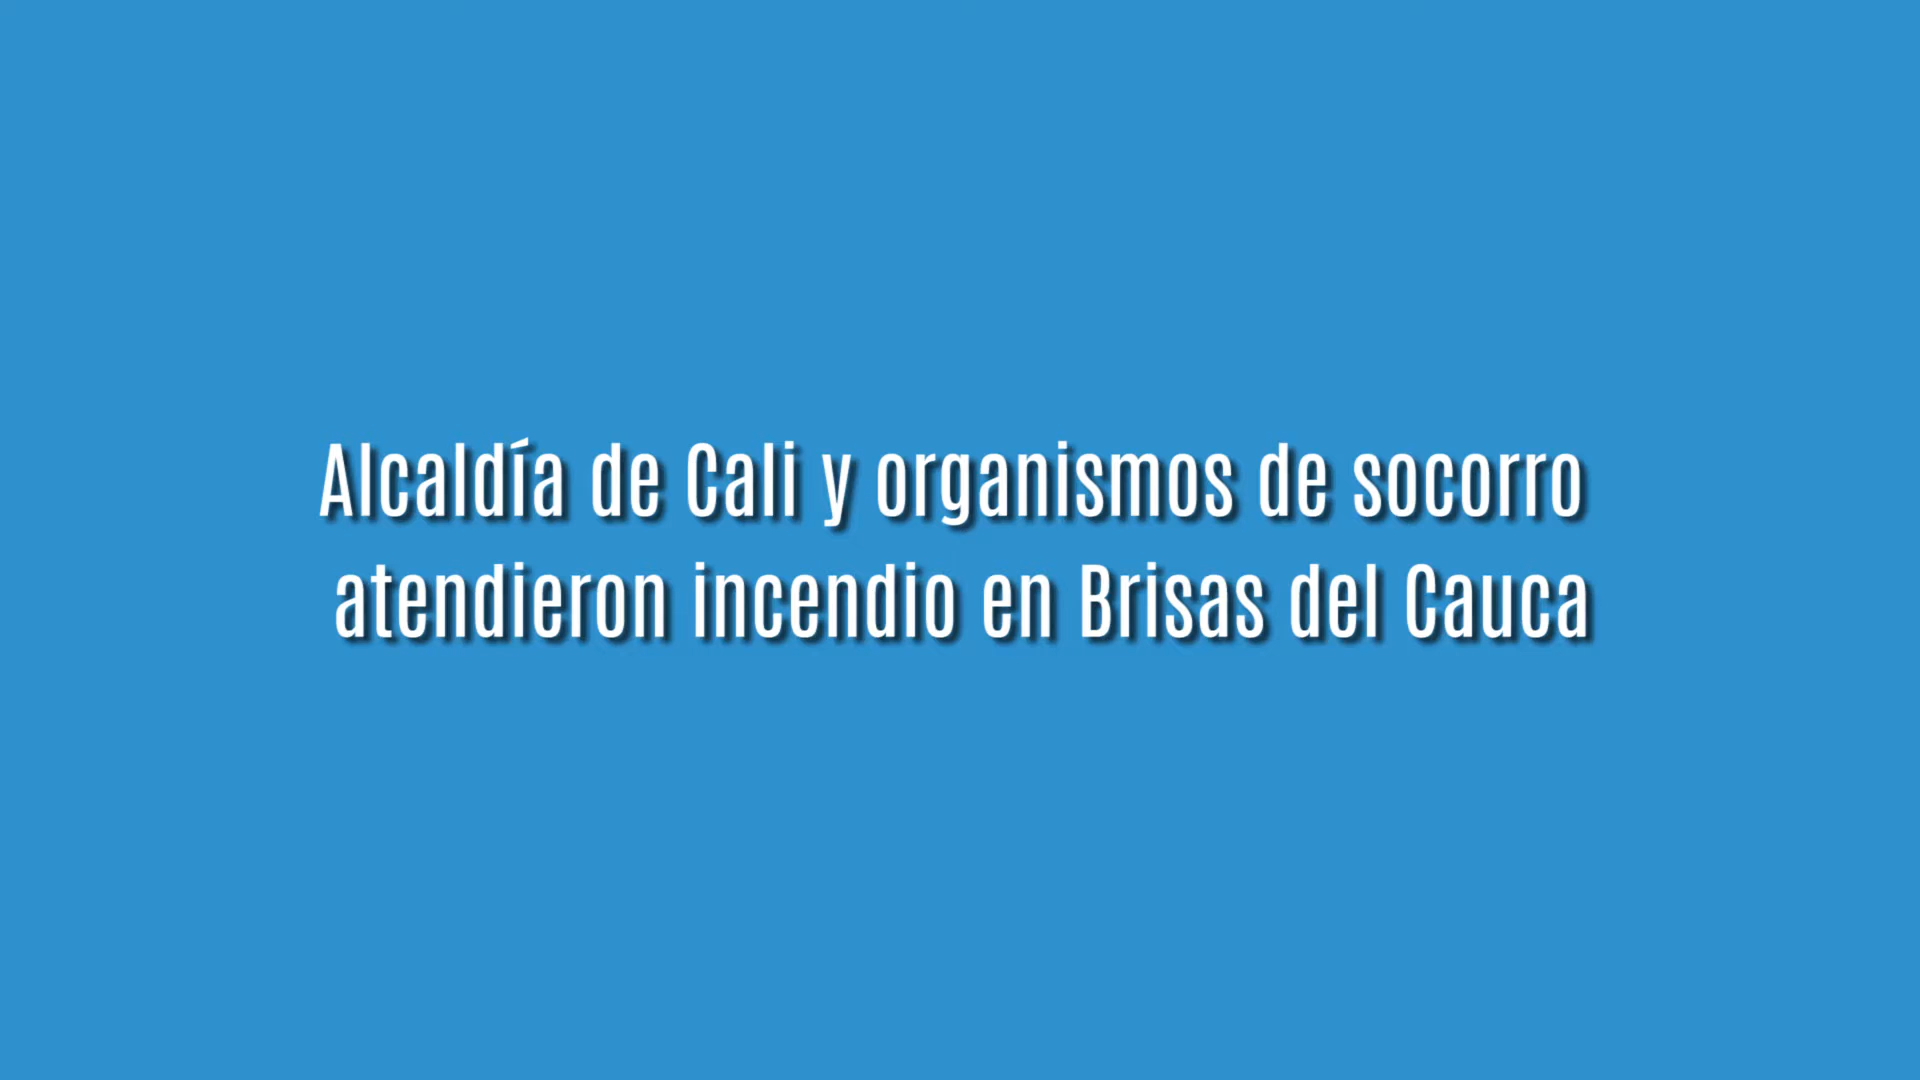 Alcaldía de Cali y organismos de socorro
atendieron incendio en Brisas del Cauca